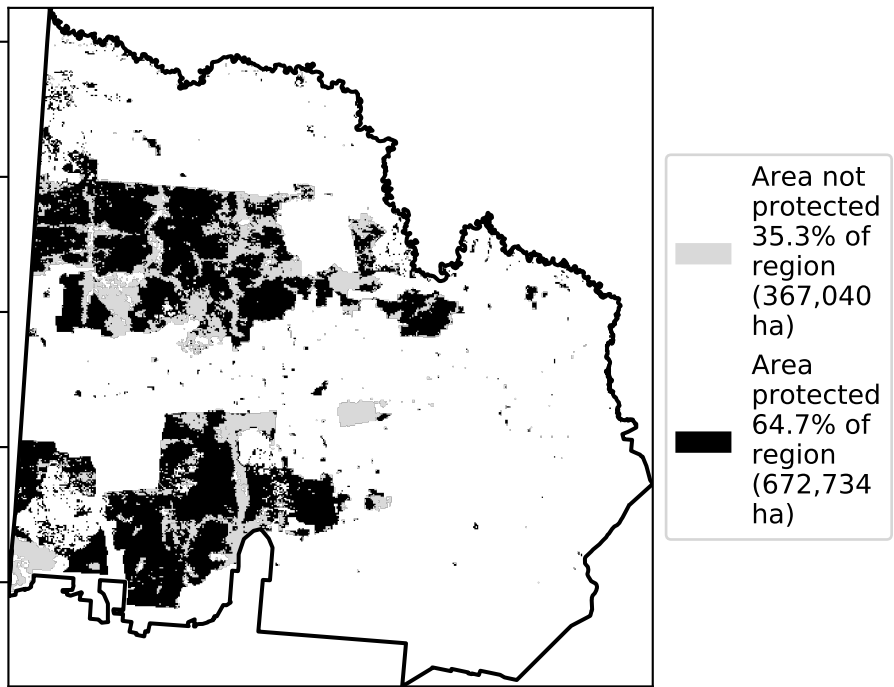 Area not
protected
35.3% of
region
(367,040
ha)
Area
protected
64.7% of
region
(672,734
ha)